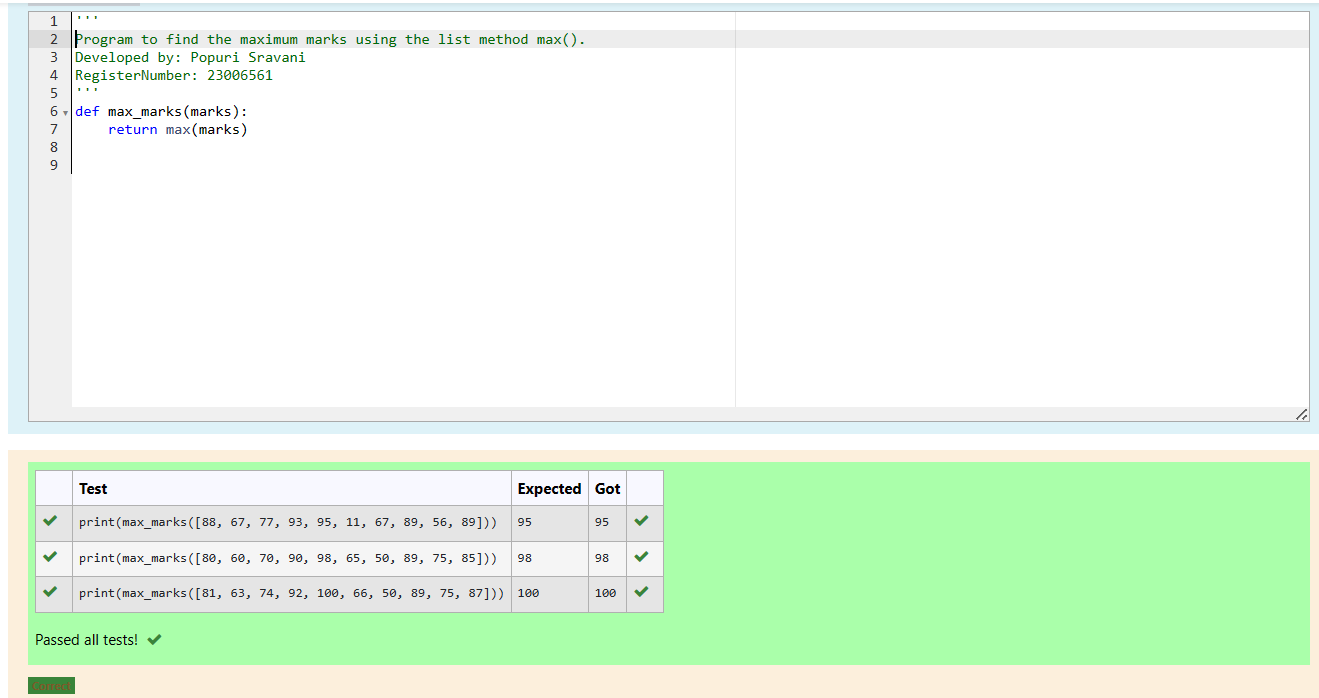 1 '''
2 Program to find the maximum marks using the list method max().
3 Developed by: Popuri Sravani
4 RegisterNumber: 23006561
5 '''
6 def max_marks(marks):
7     return max(marks)
8
9
Test Expected Got
print(max_marks([88, 67, 77, 93, 95, 11, 67, 89, 56, 89])) 95 95
print(max_marks([80, 60, 70, 90, 98, 65, 50, 89, 75, 85])) 98 98
print(max_marks([81, 63, 74, 92, 100, 66, 50, 89, 75, 87])) 100 100
Passed all tests!
Correct